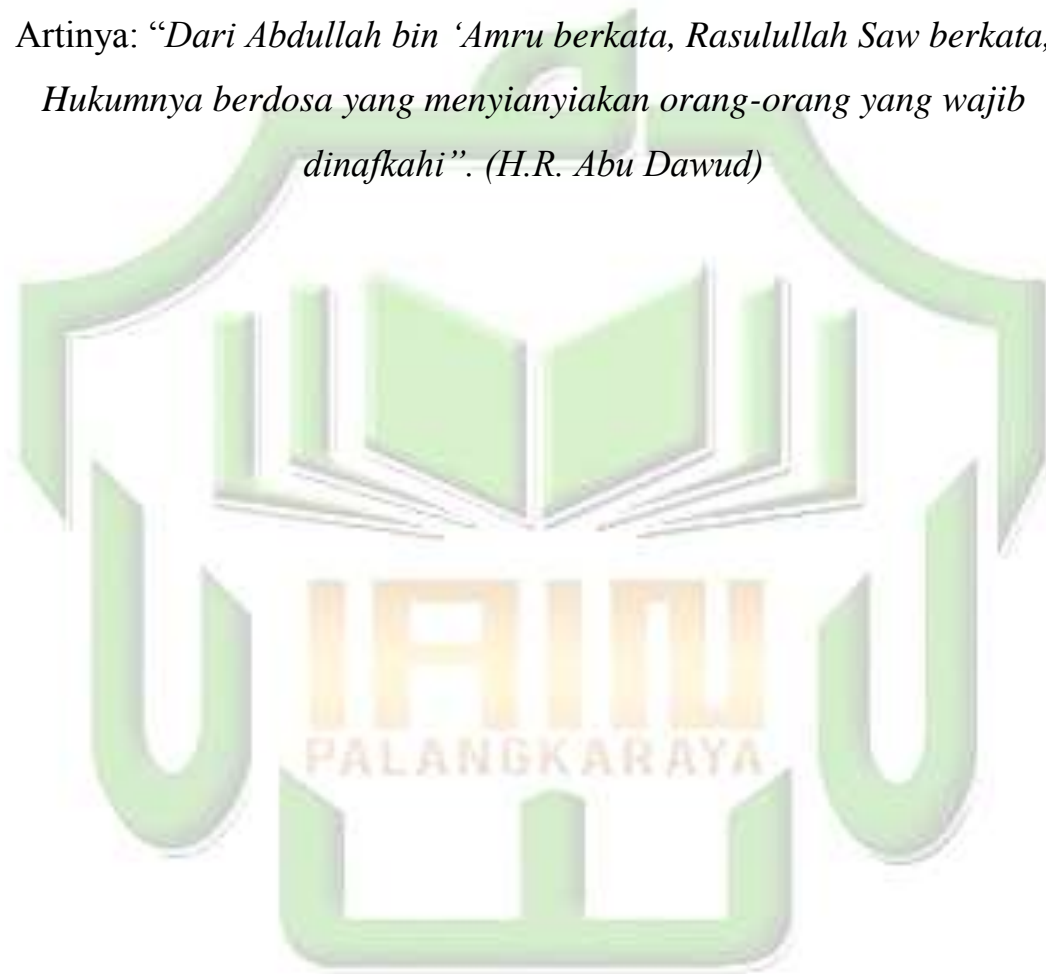 Artinya: “Dari Abdullah bin ‘Amru berkata, Rasulullah Saw berkata,
Hukumnya berdosa yang menyianyiakan orang-orang yang wajib
dinafkahi”. (H.R. Abu Dawud)
IAIN
PALANGKARAYA